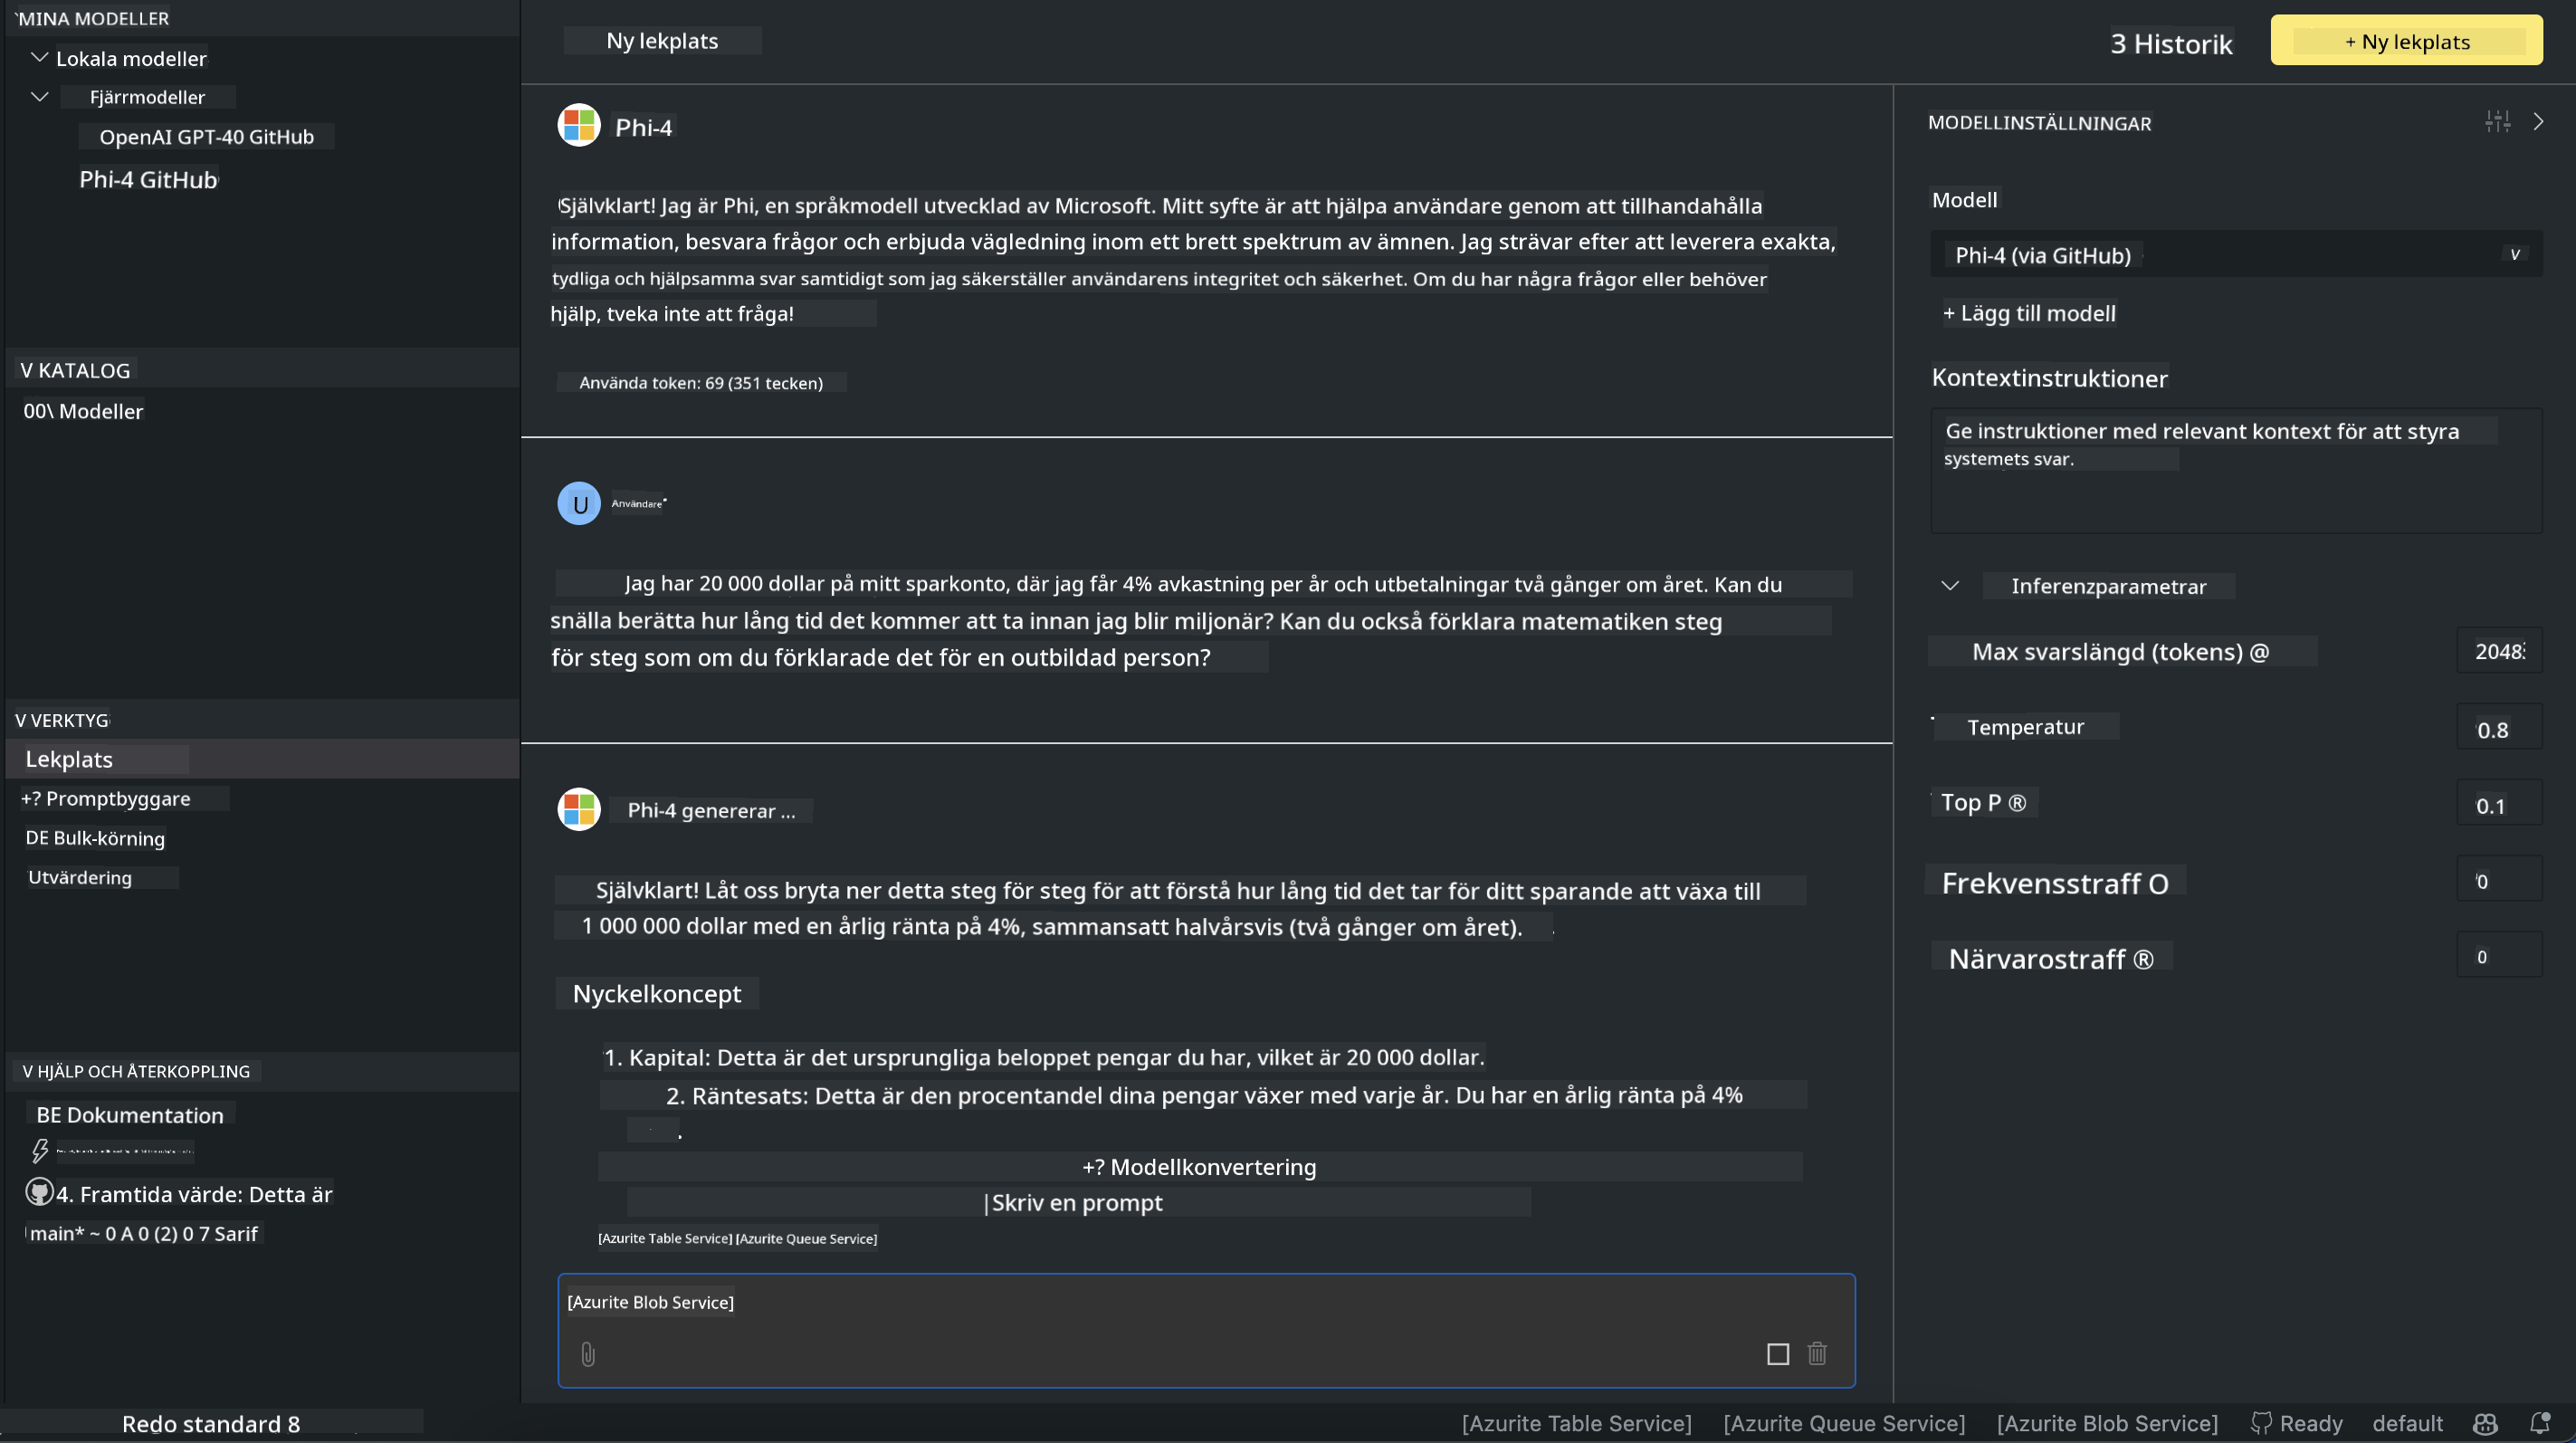 MINA MODELLER
Lokala modeller
Fjärrmodeller
OpenAI GPT-40 GitHub
Phi-4 GitHub
V KATALOG
00\ Modeller
V VERKTYG
Lekplats
+? Promptbyggare
DE Bulk-körning
Utvärdering
V HJÄLP OCH ÅTERKOPPLING
BE Dokumentation
4. Framtida värde: Detta är
main* ~ 0 A 0 (2) 0 7 Sarif
Ny lekplats
3 Historik
+ Ny lekplats
Phi-4
Självklart! Jag är Phi, en språkmodell utvecklad av Microsoft. Mitt syfte är att hjälpa användare genom att tillhandahålla
information, besvara frågor och erbjuda vägledning inom ett brett spektrum av ämnen. Jag strävar efter att leverera exakta,
tydliga och hjälpsamma svar samtidigt som jag säkerställer användarens integritet och säkerhet. Om du har några frågor eller behöver
hjälp, tveka inte att fråga!
Använda token: 69 (351 tecken)
U
Användare
Jag har 20 000 dollar på mitt sparkonto, där jag får 4% avkastning per år och utbetalningar två gånger om året. Kan du
snälla berätta hur lång tid det kommer att ta innan jag blir miljonär? Kan du också förklara matematiken steg
för steg som om du förklarade det för en outbildad person?
Phi-4 genererar ...
Självklart! Låt oss bryta ner detta steg för steg för att förstå hur lång tid det tar för ditt sparande att växa till
1 000 000 dollar med en årlig ränta på 4%, sammansatt halvårsvis (två gånger om året).
Nyckelkoncept
1. Kapital: Detta är det ursprungliga beloppet pengar du har, vilket är 20 000 dollar.
2. Räntesats: Detta är den procentandel dina pengar växer med varje år. Du har en årlig ränta på 4%
.
+? Modellkonvertering
|Skriv en prompt
[Azurite Table Service] [Azurite Queue Service]
[Azurite Blob Service]
MODELLINSTÄLLNINGAR
Modell
Phi-4 (via GitHub)
v
+ Lägg till modell
Kontextinstruktioner
Ge instruktioner med relevant kontext för att styra
systemets svar.
Inferenzparametrar
Max svarslängd (tokens) @
2048
Temperatur
0.8
Top P ®
0.1
Frekvensstraff O
0
Närvarostraff ®
0
Redo standard 8
[Azurite Table Service]
[Azurite Queue Service]
[Azurite Blob Service]
Ready
default